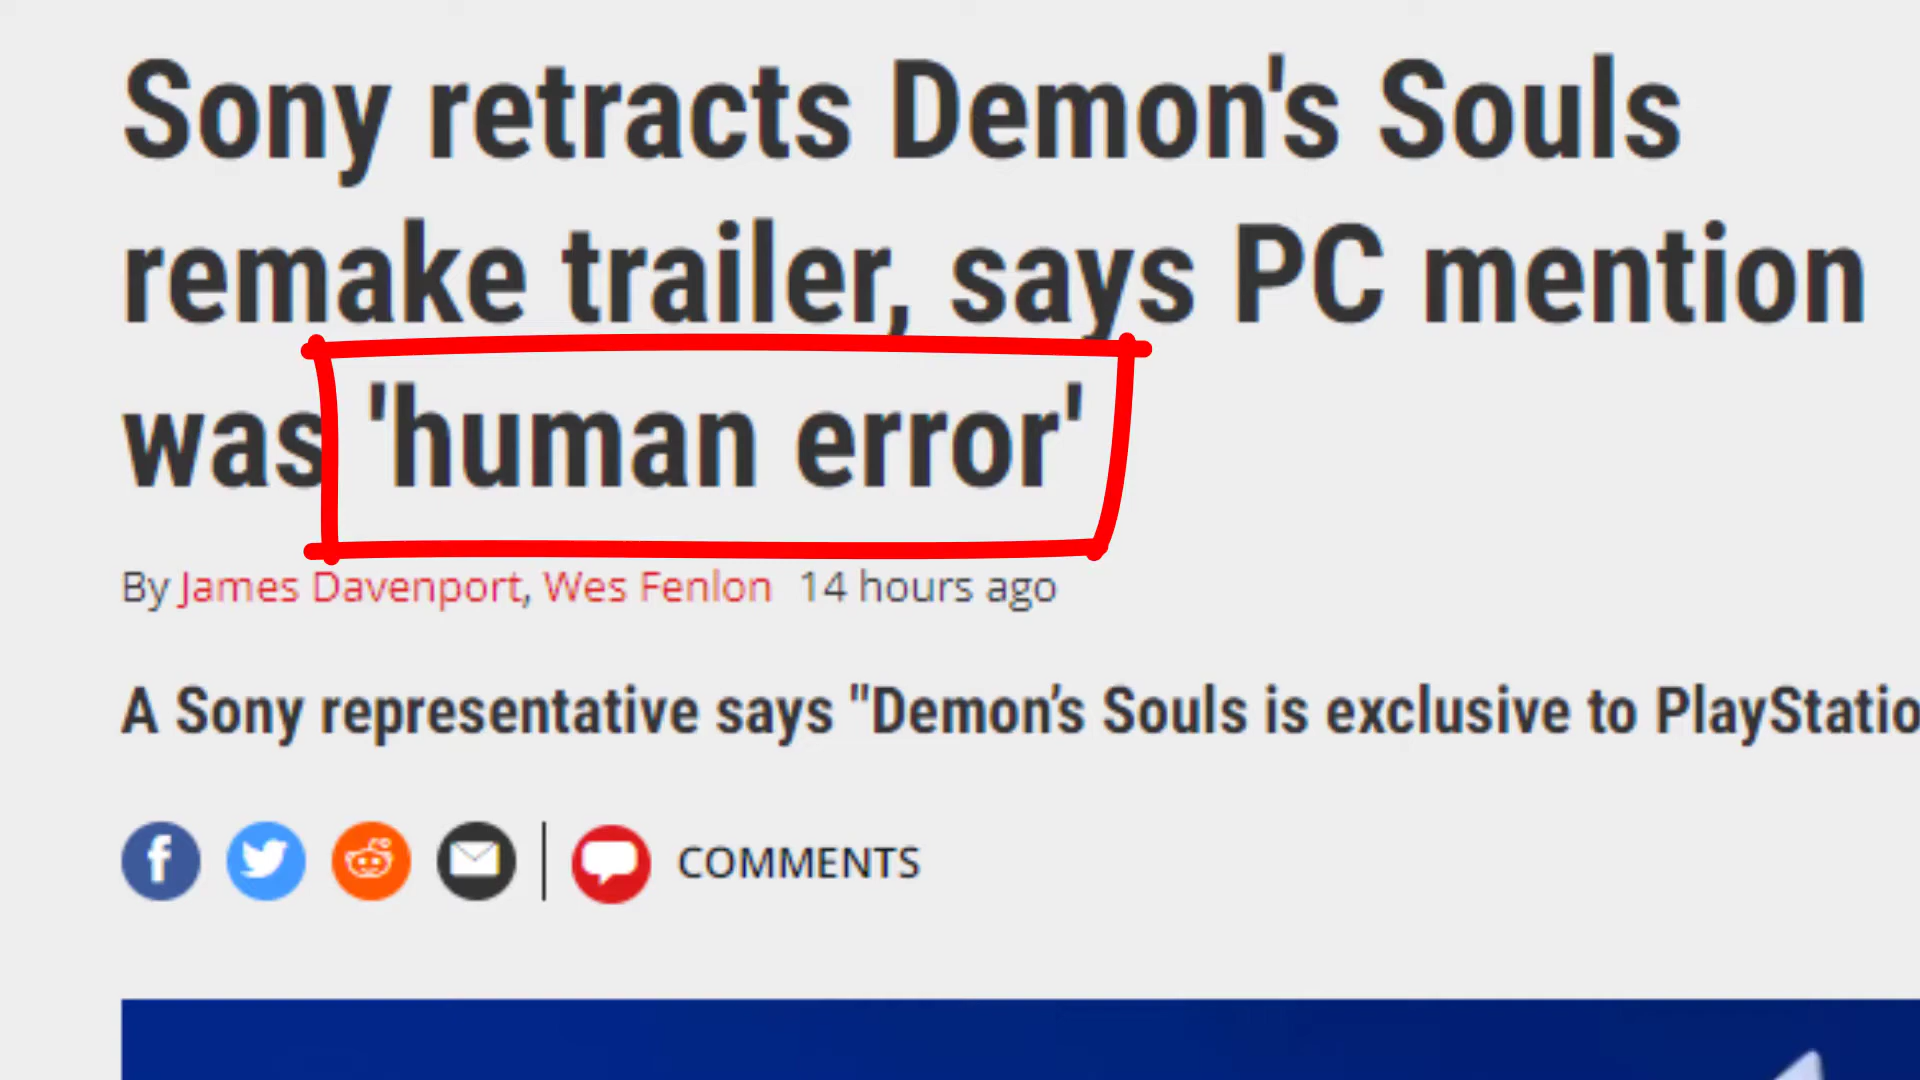 Sony retracts Demon's Souls
remake trailer, says PC mention
was 'human error'
By James Davenport, Wes Fenlon 14 hours ago
A Sony representative says "Demon’s Souls is exclusive to PlayStatio
COMMENTS